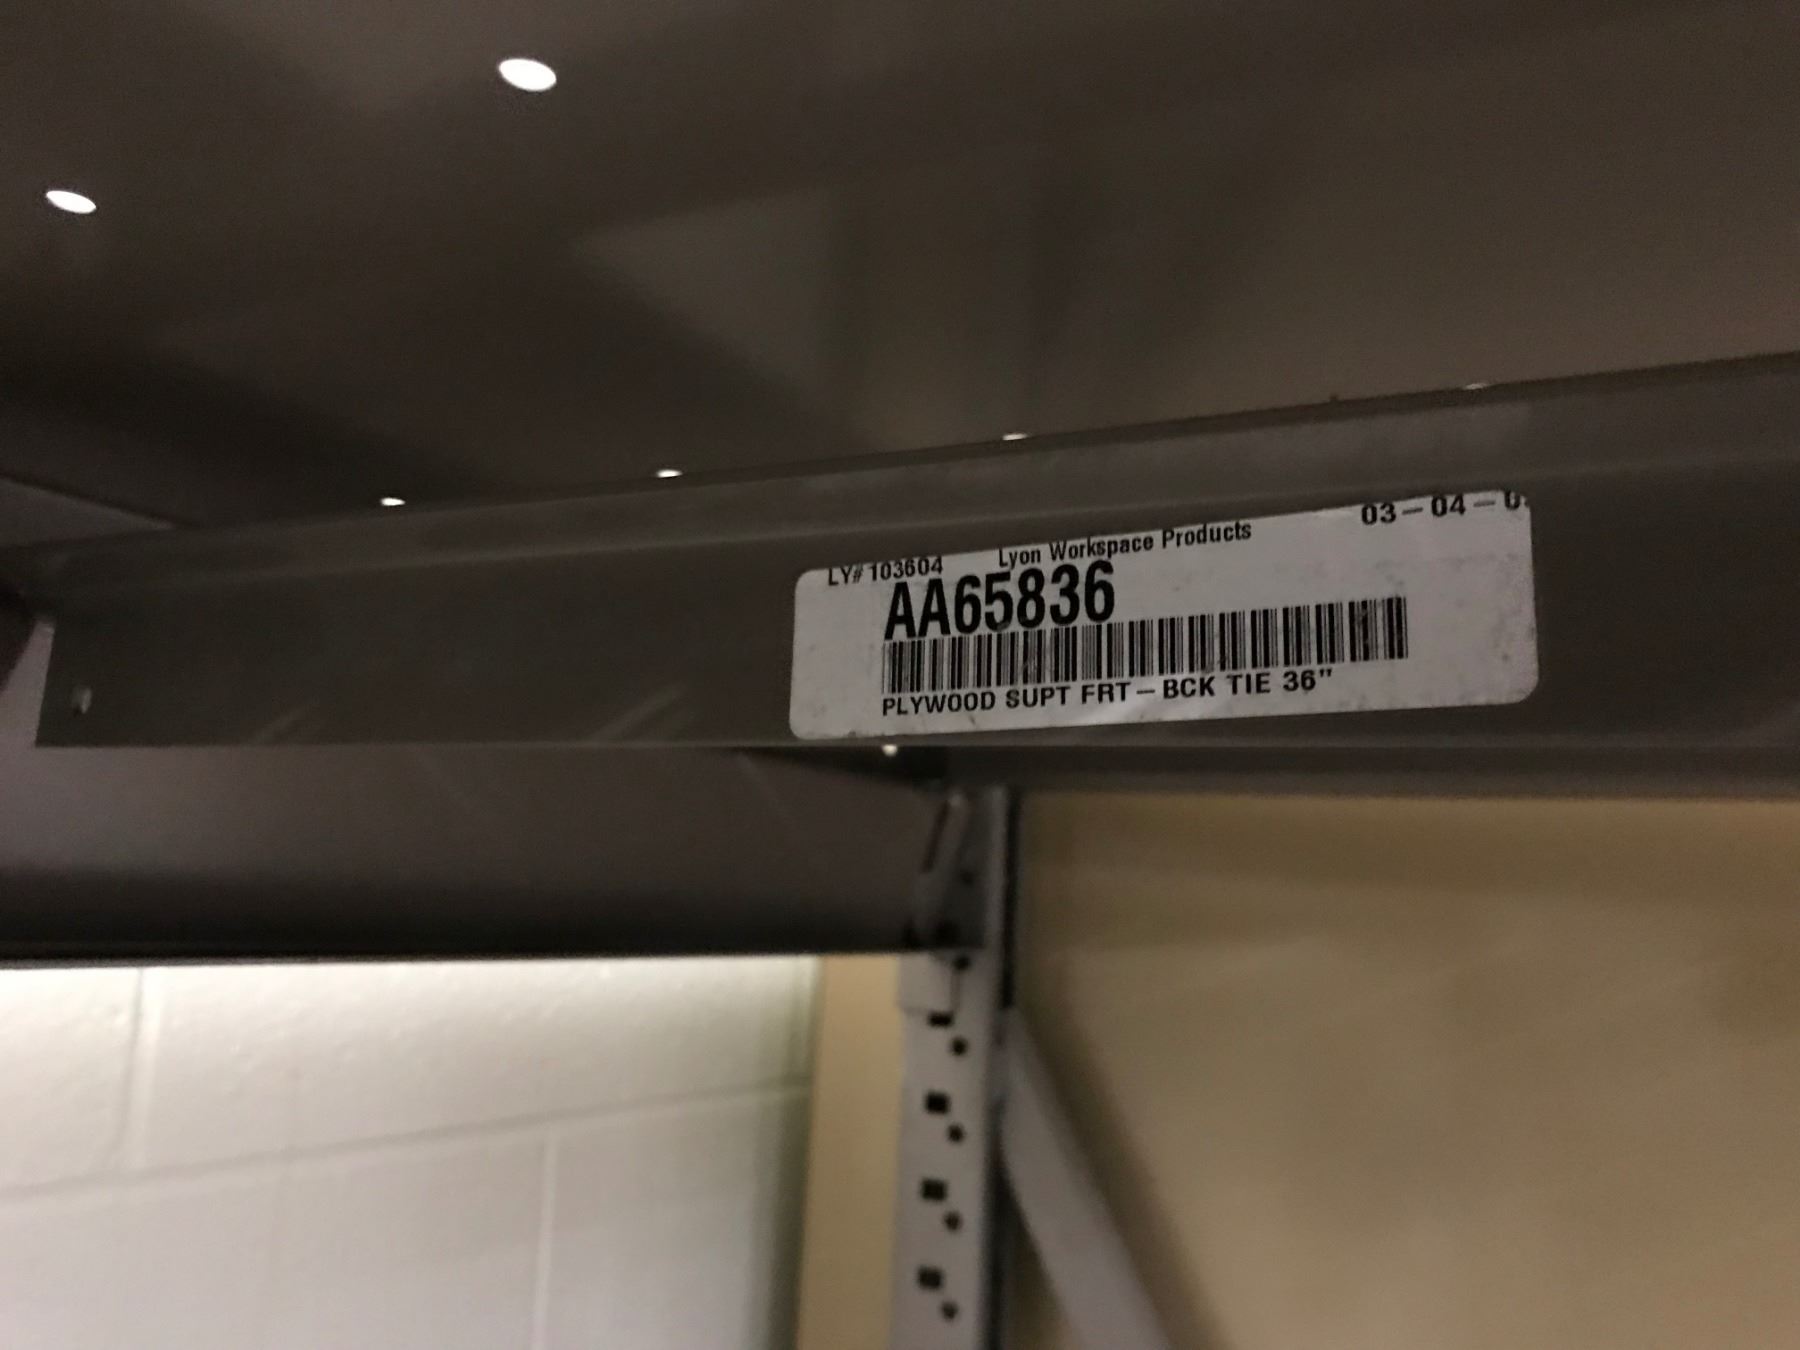 LY# 103604 Lyon Workspace Products 03-04-0
AA65836
PLYWOOD SUPT FRT-BCK TIE 36"